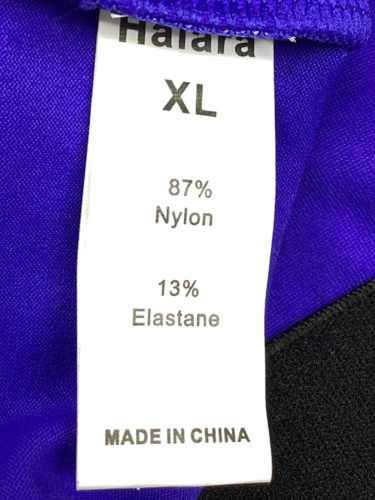 Halara
XL
87%
Nylon
13%
Elastane
MADE IN CHINA